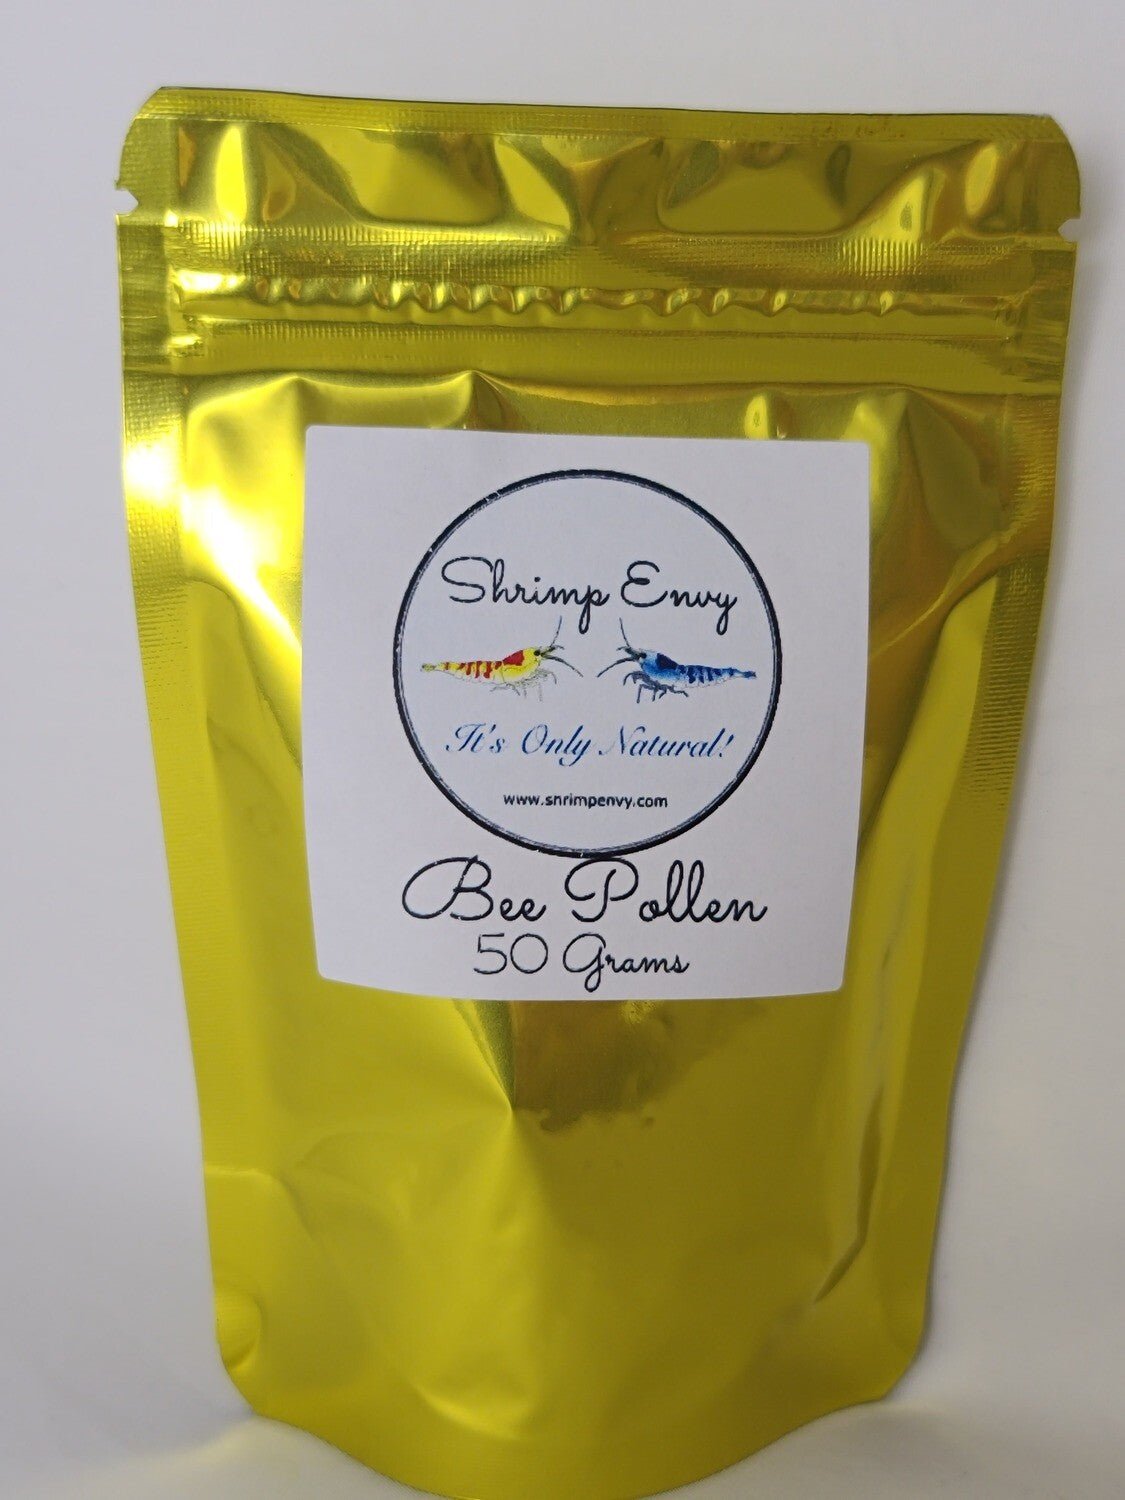 Shrimp Envy
It's Only Natural!
www.shrimpenvy.com
Bee Pollen
50 Grams